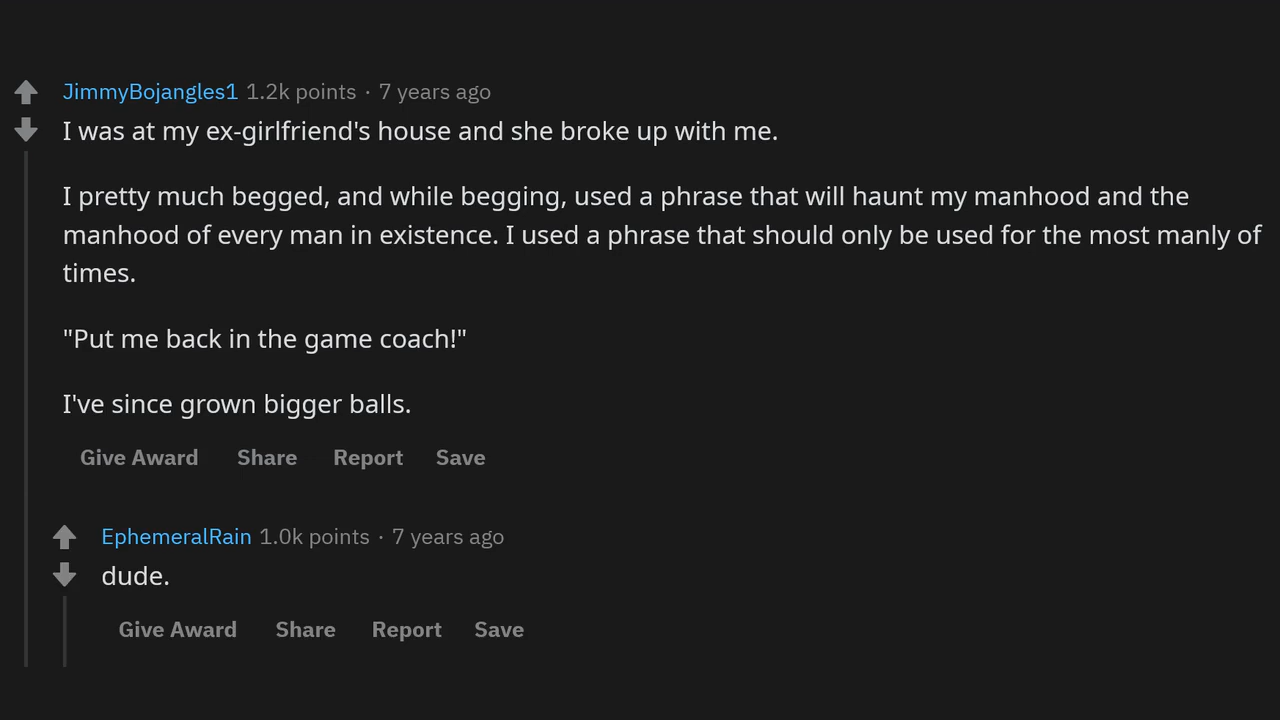 JimmyBojangles1 1.2k points · 7 years ago
I was at my ex-girlfriend's house and she broke up with me.
I pretty much begged, and while begging, used a phrase that will haunt my manhood and the
manhood of every man in existence. I used a phrase that should only be used for the most manly of
times.
"Put me back in the game coach!"
I've since grown bigger balls.
Give Award Share Report Save
EphemeralRain 1.0k points · 7 years ago
dude.
Give Award Share Report Save